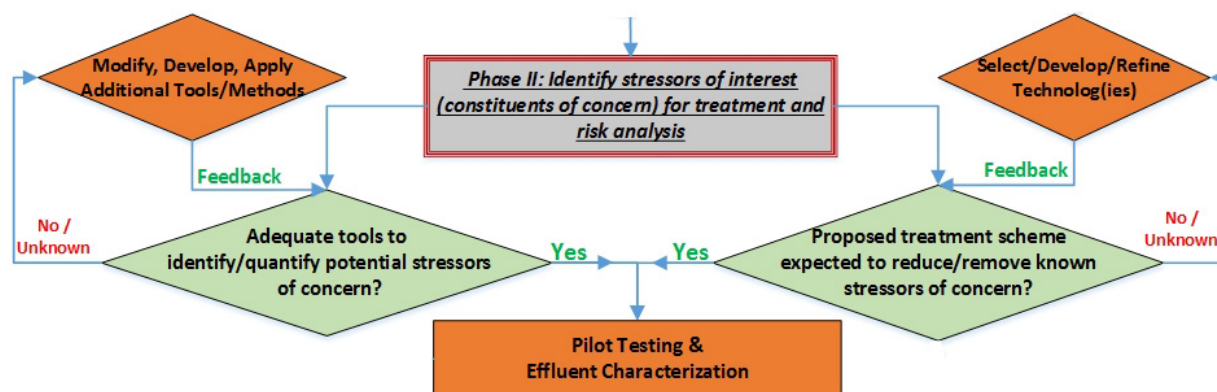 Modify, Develop, Apply
Additional Tools/Methods
Phase II: Identify stressors of interest
(constituents of concern) for treatment and
risk analysis
Select/Develop/Refine
Technolog(ies)
Feedback
Feedback
No /
Unknown
Adequate tools to
identify/quantify potential stressors
of concern?
Yes
Yes
Proposed treatment scheme
expected to reduce/remove known
stressors of concern?
No /
Unknown
Pilot Testing &
Effluent Characterization